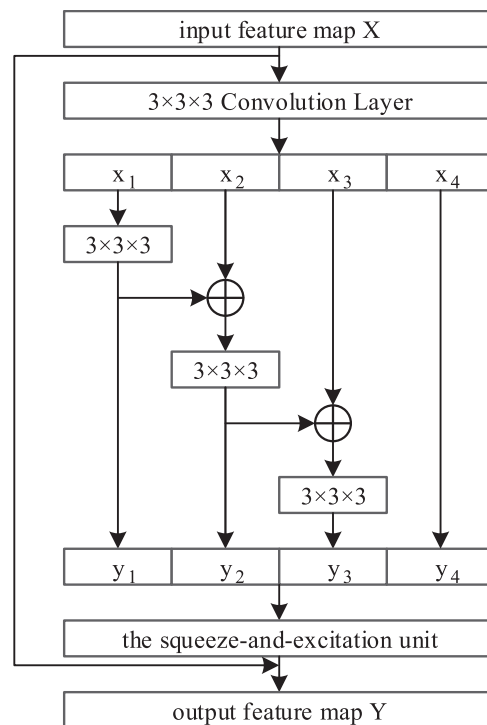 input feature map X
3×3×3 Convolution Layer
x1 x2 x3 x4
3×3×3
3×3×3
3×3×3
y1 y2 y3 y4
the squeeze-and-excitation unit
output feature map Y